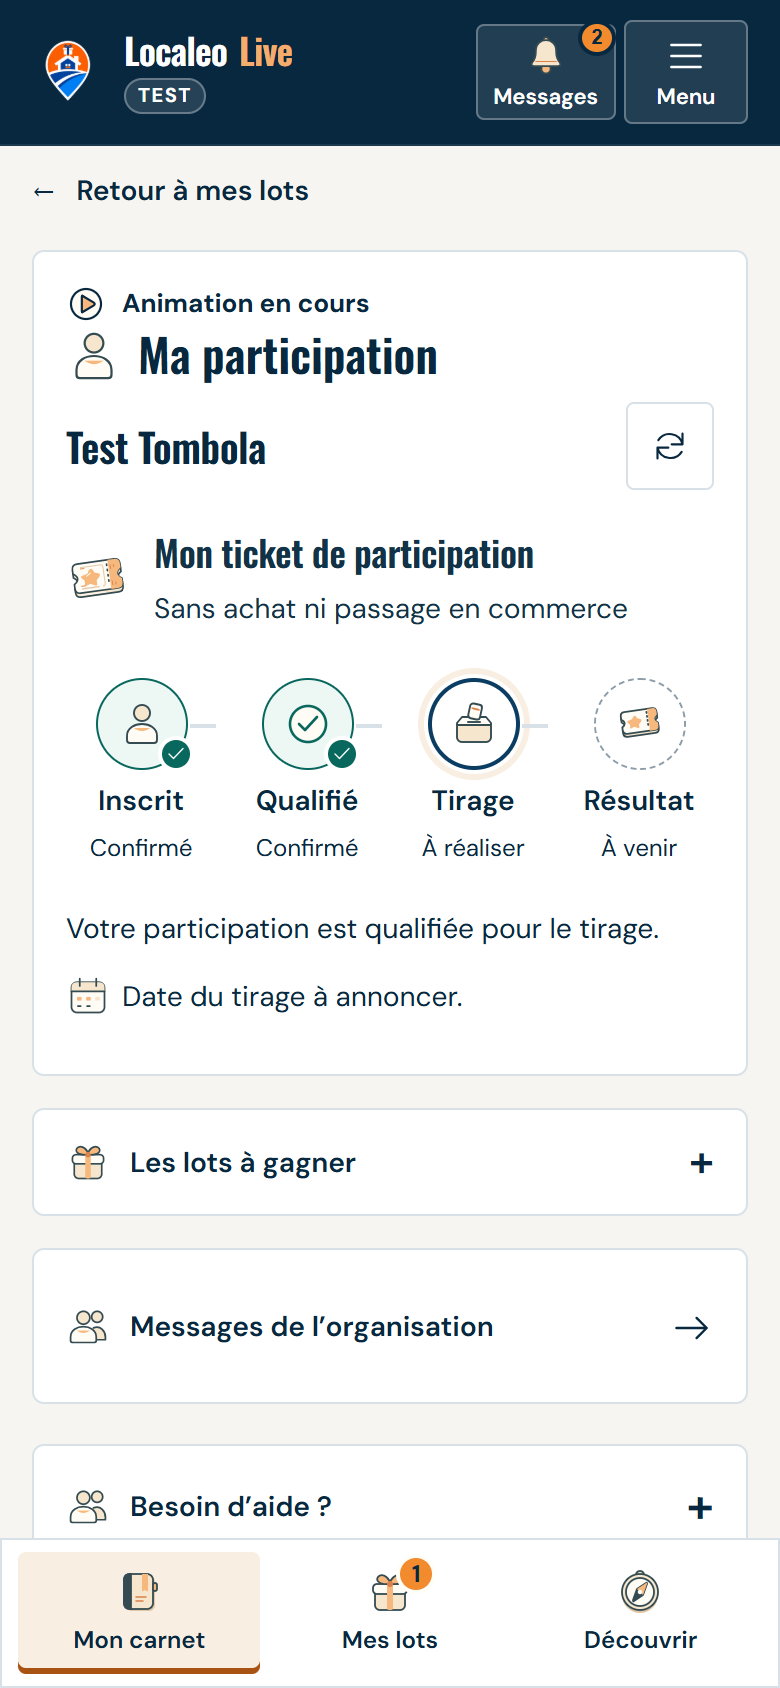 Localeo Live
TEST
2
Messages
Menu
← Retour à mes lots
Animation en cours
Ma participation
Test Tombola
Mon ticket de participation
Sans achat ni passage en commerce
Inscrit Qualifié Tirage Résultat
Confirmé Confirmé À réaliser À venir
Votre participation est qualifiée pour le tirage.
Date du tirage à annoncer.
Les lots à gagner +
Messages de l’organisation →
Besoin d’aide ? +
1
Mon carnet Mes lots Découvrir